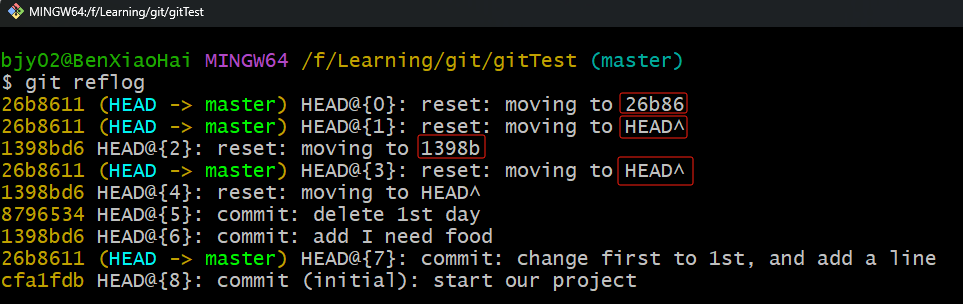 MINGW64:/f/Learning/git/gitTest
bjy02@BenXiaoHai MINGW64 /f/Learning/git/gitTest (master)
$ git reflog
26b8611 (HEAD -> master) HEAD@{0}: reset: moving to 26b86
26b8611 (HEAD -> master) HEAD@{1}: reset: moving to HEAD^
1398bd6 HEAD@{2}: reset: moving to 1398b
26b8611 (HEAD -> master) HEAD@{3}: reset: moving to HEAD^
1398bd6 HEAD@{4}: reset: moving to HEAD^
8796534 HEAD@{5}: commit: delete 1st day
1398bd6 HEAD@{6}: commit: add I need food
26b8611 (HEAD -> master) HEAD@{7}: commit: change first to 1st, and add a line
cfa1fdb HEAD@{8}: commit (initial): start our project